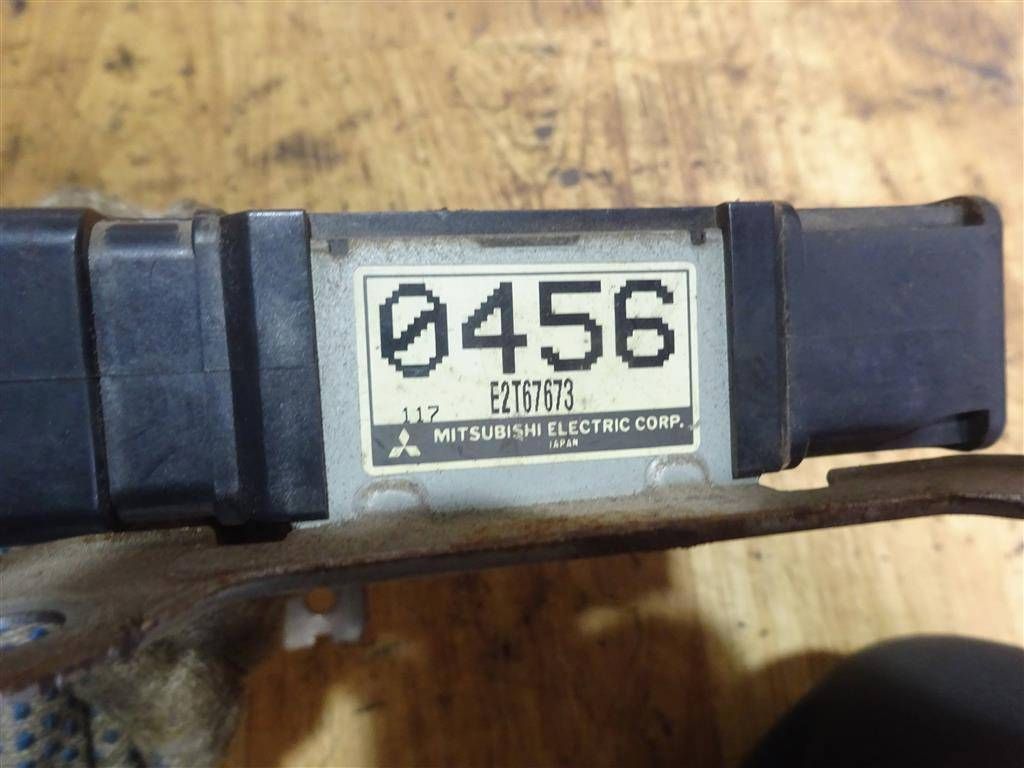 0456
E2T67673
117
MITSUBISHI ELECTRIC CORP.
JAPAN